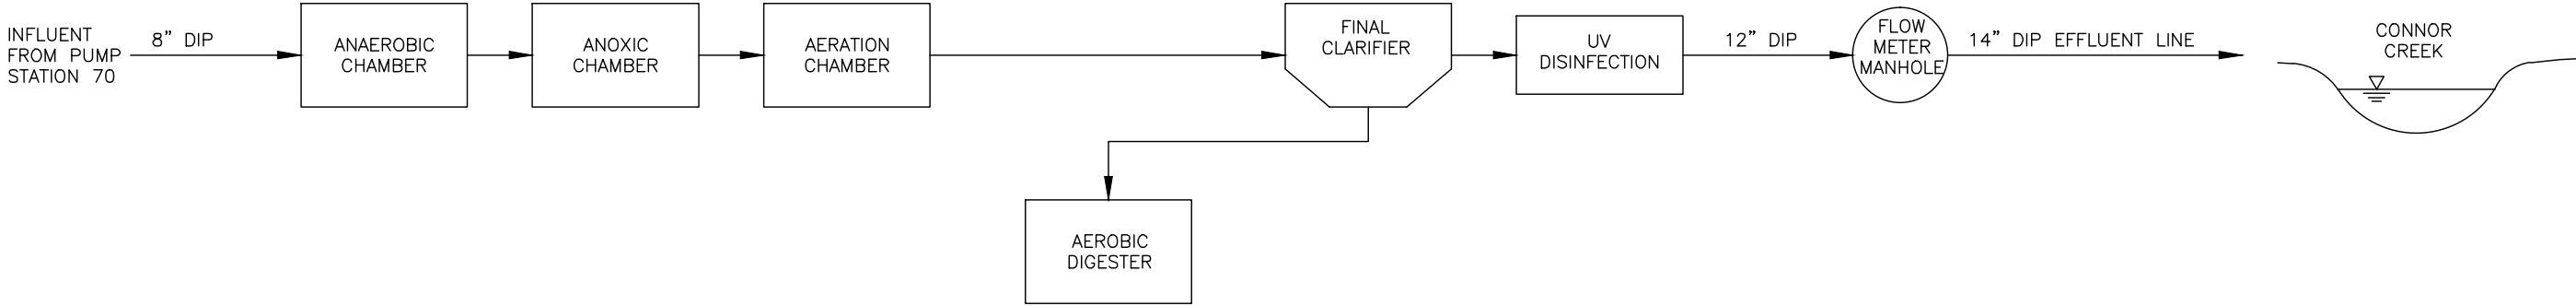 INFLUENT
FROM PUMP
STATION 70
8" DIP
ANAEROBIC
CHAMBER
ANOXIC
CHAMBER
AERATION
CHAMBER
FINAL
CLARIFIER
UV
DISINFECTION
12" DIP
FLOW
METER
MANHOLE
14" DIP EFFLUENT LINE
CONNOR
CREEK
AEROBIC
DIGESTER